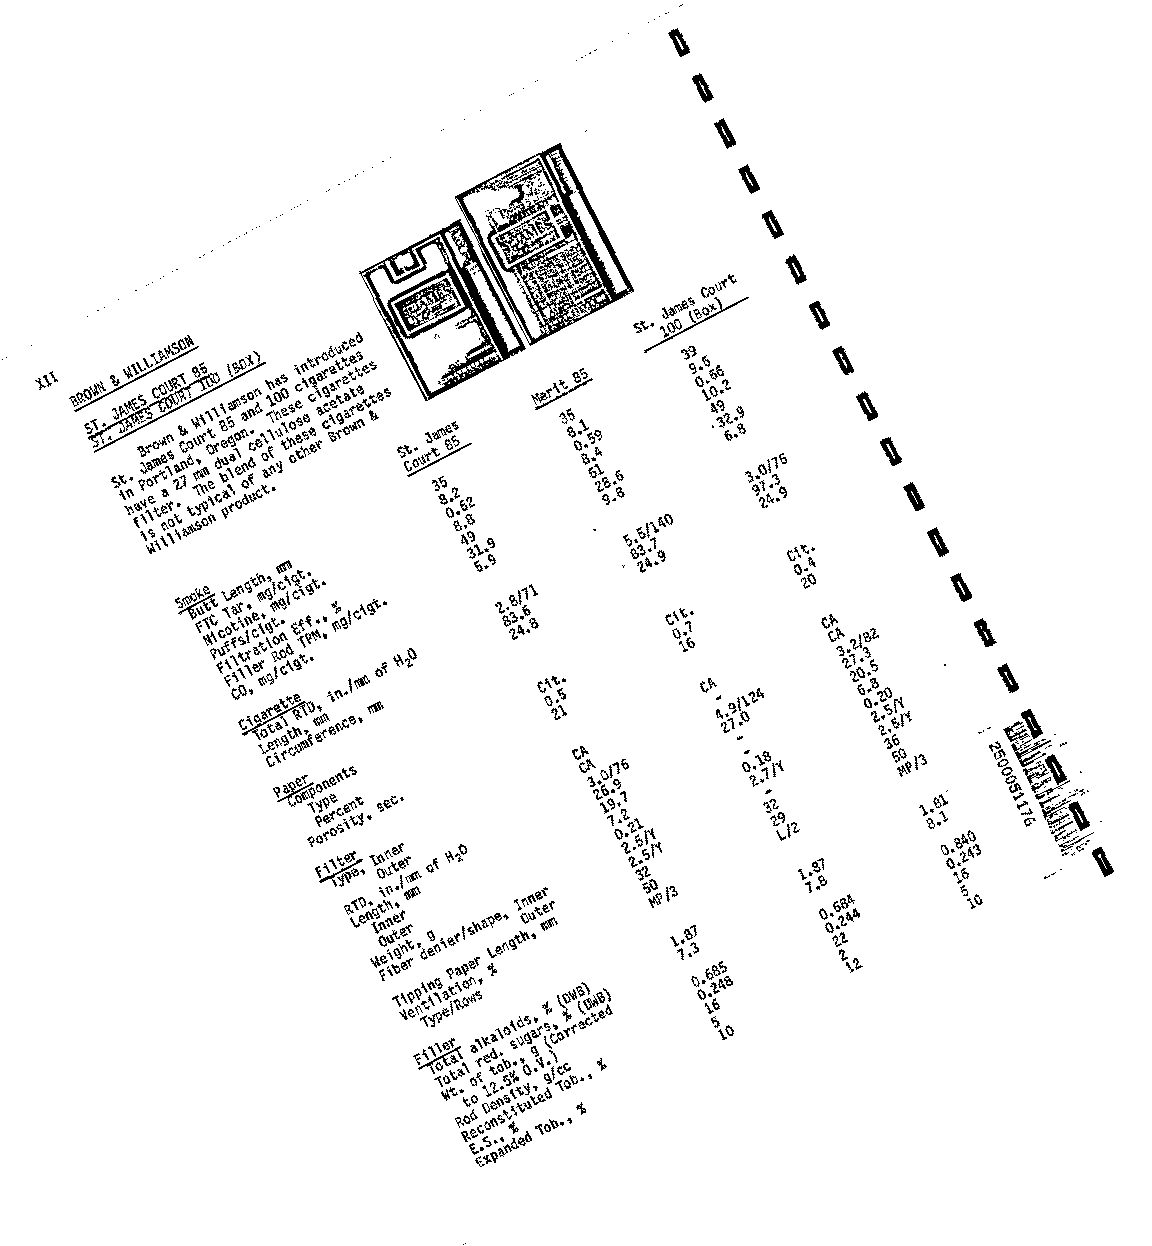 XII
BROWN & WILLIAMSON
ST. JAMES COURT 85
ST. JAMES COURT 100 (BOX)
Brown & Williamson has introduced
St. James Court 85 and 100 cigarettes
in Portland, Oregon. These cigarettes
have a 27 mm dual cellulose acetate
filter. The blend of these cigarettes
is not typical of any other Brown &
Williamson product.
St. James Court 85 Merit 85 St. James Court 100 (Box)
Smoke
Butt Length, mm 35 35 39
FTC Tar, mg/cigt. 8.2 8.1 9.5
Nicotine, mg/cigt. 0.62 0.59 0.66
Puffs/cigt. 8.8 8.4 10.2
Filtration Eff., % 49 51 49
Filler Rod TPM, mg/cigt. 31.9 28.6 32.9
CO, mg/cigt. 5.9 9.8 6.8
Cigarette
Total RTD, in./mm of H2O 2.8/71 5.5/140 3.0/76
Length, mm 83.6 83.7 97.3
Circumference, mm 24.8 24.9 24.9
Paper
Components
Type Cit. Cit. Cit.
Percent 0.5 0.7 0.4
Porosity, sec. 21 16 20
Filter
Type, Inner CA CA CA
Outer CA - CA
RTD, in./mm of H2O 3.0/76 4.9/124 3.2/82
Length, mm 26.9 27.0 27.3
Inner 19.7 - 20.5
Outer 7.2 - 6.8
Weight, g 0.21 0.18 0.20
Fiber denier/shape, Inner 2.5/Y 2.7/Y 2.5/Y
Outer 2.5/Y - 2.5/Y
Tipping Paper Length, mm 32 32 36
Ventilation, % 50 29 50
Type/Rows MP/3 L/2 MP/3
Filler
Total alkaloids, % (DWB) 1.87 1.87 1.81
Total red. sugars, % (DWB) 7.3 7.8 8.1
Wt. of tob., g (Corrected
to 12.5% O.V.) 0.685 0.684 0.840
Rod Density, g/cc 0.248 0.244 0.243
Reconstituted Tob., % 16 22 16
E.S., % 5 2 5
Expanded Tob., % 10 12 10
2500051176